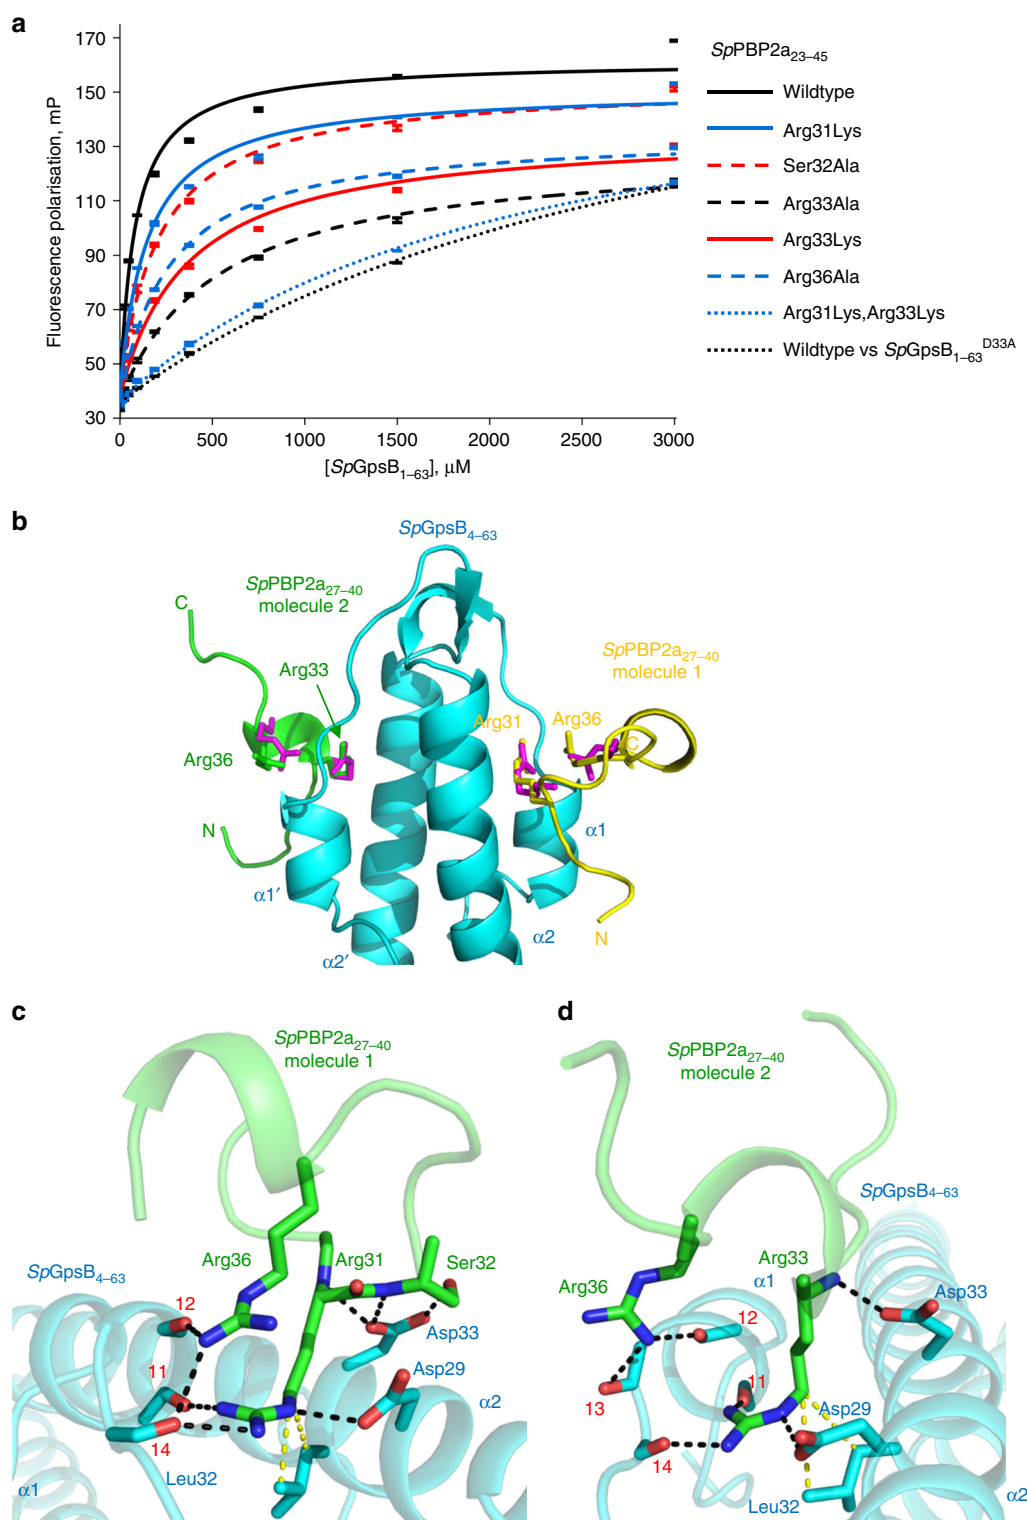 a
170
150
130
110
90
70
50
30
Fluorescence polarisation, mP
0
500
1000
1500
2000
2500
3000
[SpGpsB1–63], µM
SpPBP2a23–45
Wildtype
Arg31Lys
Ser32Ala
Arg33Ala
Arg33Lys
Arg36Ala
Arg31Lys,Arg33Lys
Wildtype vs SpGpsB1–63D33A
b
SpGpsB4–63
SpPBP2a27–40
molecule 2
C
Arg33
Arg36
N
α1′
α2′
SpPBP2a27–40
molecule 1
Arg31
Arg36
C
α1
α2
N
c
SpPBP2a27–40
molecule 1
Arg36
Arg31
Ser32
SpGpsB4–63
12
Asp33
11
Asp29
α2
14
Leu32
α1
d
SpPBP2a27–40
molecule 2
SpGpsB4–63
Arg33
Arg36
α1
Asp33
12
11
13
Asp29
14
Leu32
α2